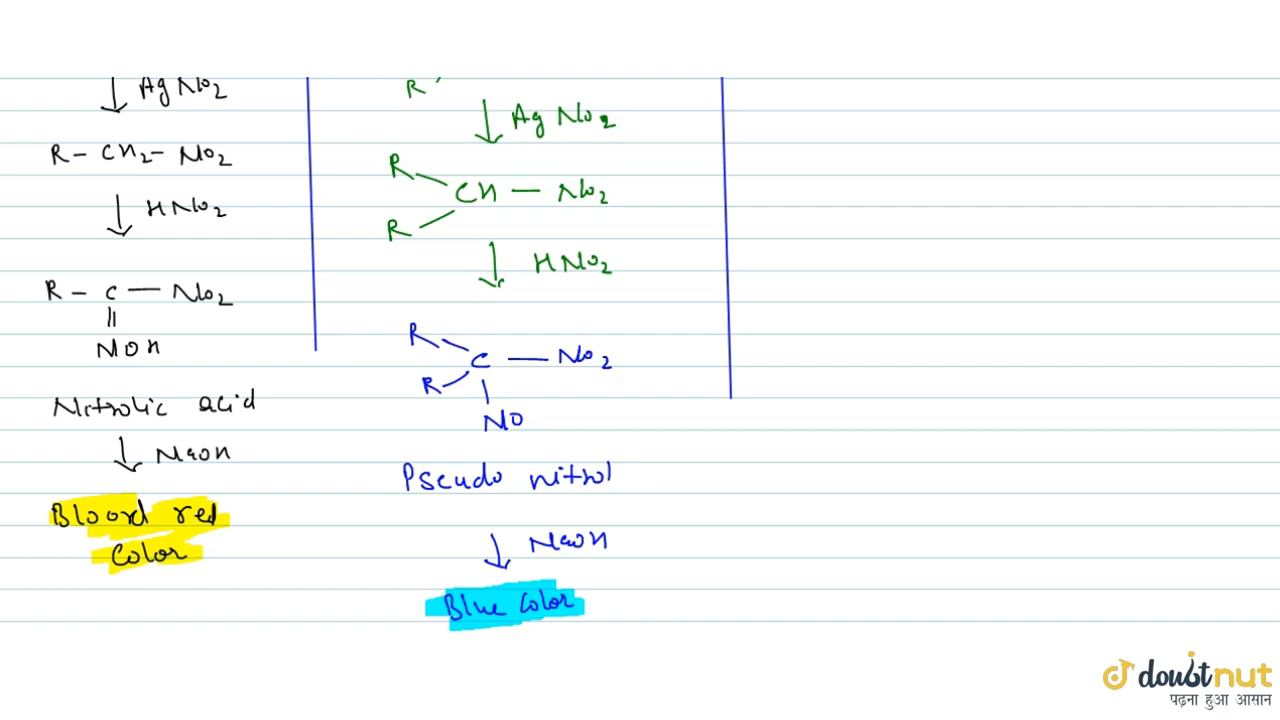 ↓ AgNO2
R - CH2 - NO2
↓ HNO2
R - C - NO2
||
NOH
Nitrolic acid
↓ NaOH
Bloord red
Color
R
↓ AgNO2
R
CH - NO2
R
↓ HNO2
R
C - NO2
R
|
NO
Pseudo nitrol
↓ NaOH
Blue Color
doubtnut
पढ़ना हुआ आसान